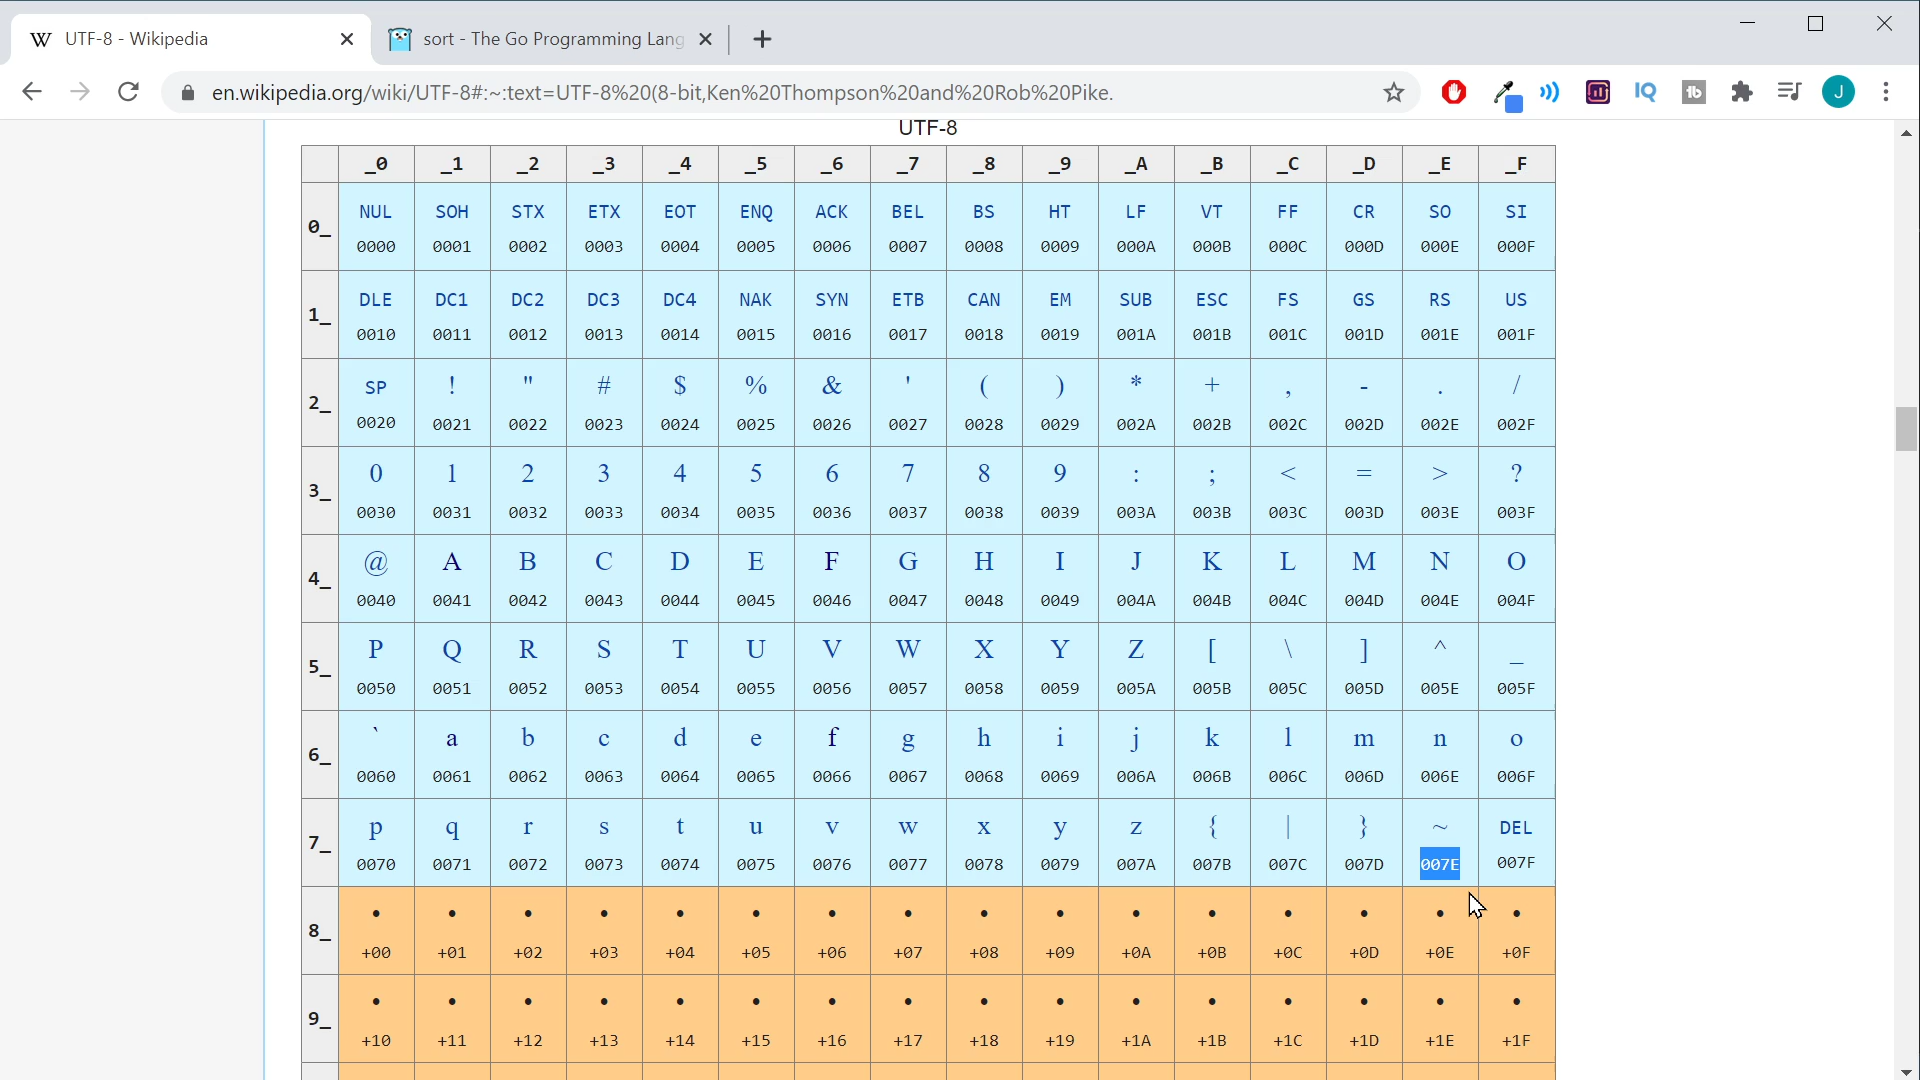 UTF-8 - Wikipedia
sort - The Go Programming Lang
en.wikipedia.org/wiki/UTF-8#:~:text=UTF-8%20(8-bit,Ken%20Thompson%20and%20Rob%20Pike.
IQ
tb
J
UTF-8
_0 _1 _2 _3 _4 _5 _6 _7 _8 _9 _A _B _C _D _E _F
0_ NUL SOH STX ETX EOT ENQ ACK BEL BS HT LF VT FF CR SO SI
0000 0001 0002 0003 0004 0005 0006 0007 0008 0009 000A 000B 000C 000D 000E 000F
1_ DLE DC1 DC2 DC3 DC4 NAK SYN ETB CAN EM SUB ESC FS GS RS US
0010 0011 0012 0013 0014 0015 0016 0017 0018 0019 001A 001B 001C 001D 001E 001F
2_ SP ! " # $ % & ' ( ) * + , - . /
0020 0021 0022 0023 0024 0025 0026 0027 0028 0029 002A 002B 002C 002D 002E 002F
3_ 0 1 2 3 4 5 6 7 8 9 : ; < = > ?
0030 0031 0032 0033 0034 0035 0036 0037 0038 0039 003A 003B 003C 003D 003E 003F
4_ @ A B C D E F G H I J K L M N O
0040 0041 0042 0043 0044 0045 0046 0047 0048 0049 004A 004B 004C 004D 004E 004F
5_ P Q R S T U V W X Y Z [ \ ] ^ _
0050 0051 0052 0053 0054 0055 0056 0057 0058 0059 005A 005B 005C 005D 005E 005F
6_ ` a b c d e f g h i j k l m n o
0060 0061 0062 0063 0064 0065 0066 0067 0068 0069 006A 006B 006C 006D 006E 006F
7_ p q r s t u v w x y z { | } ~ DEL
0070 0071 0072 0073 0074 0075 0076 0077 0078 0079 007A 007B 007C 007D 007E 007F
8_ • • • • • • • • • • • • • • • •
+00 +01 +02 +03 +04 +05 +06 +07 +08 +09 +0A +0B +0C +0D +0E +0F
9_ • • • • • • • • • • • • • • • •
+10 +11 +12 +13 +14 +15 +16 +17 +18 +19 +1A +1B +1C +1D +1E +1F